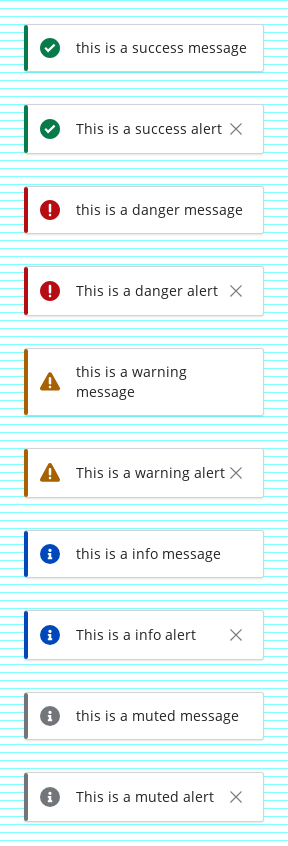 this is a success message
This is a success alert
this is a danger message
This is a danger alert
this is a warning
message
This is a warning alert
this is a info message
This is a info alert
this is a muted message
This is a muted alert